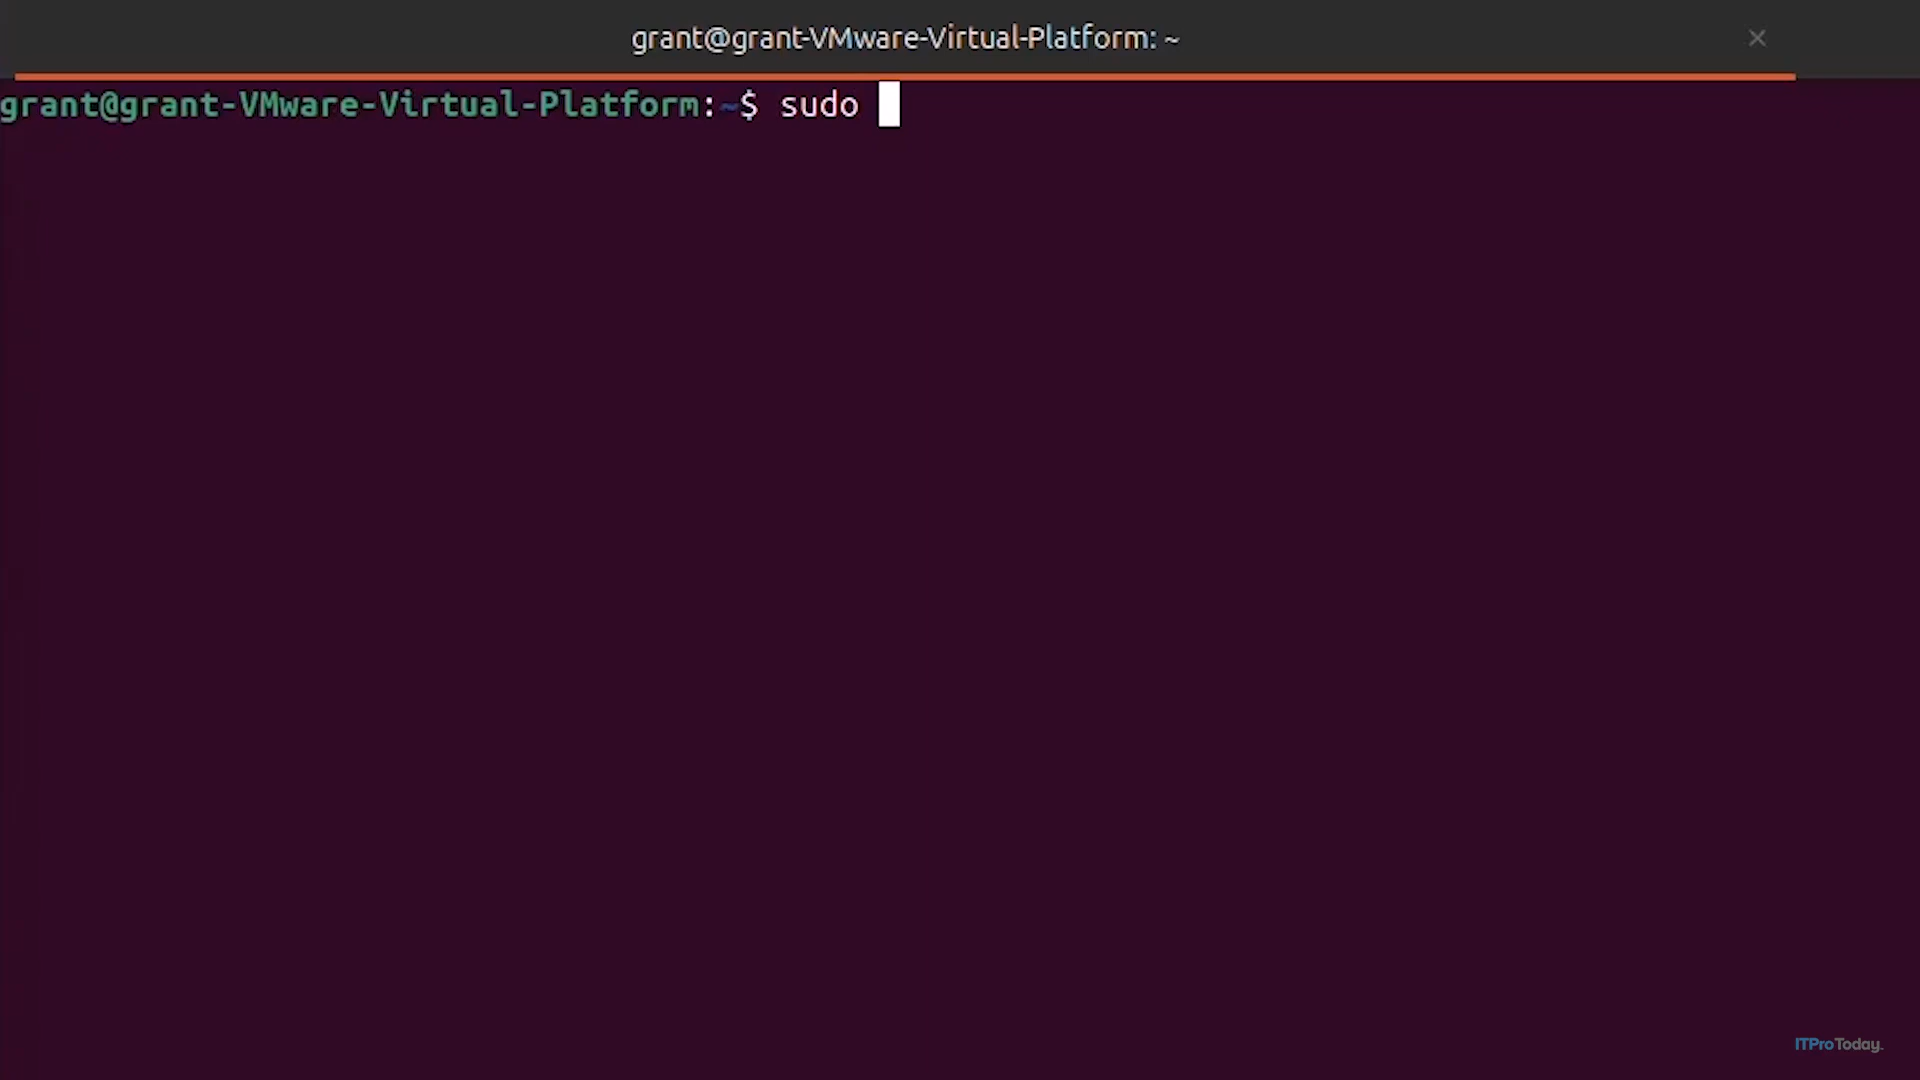 grant@grant-VMware-Virtual-Platform: ~
grant@grant-VMware-Virtual-Platform:~$ sudo
ITProToday.